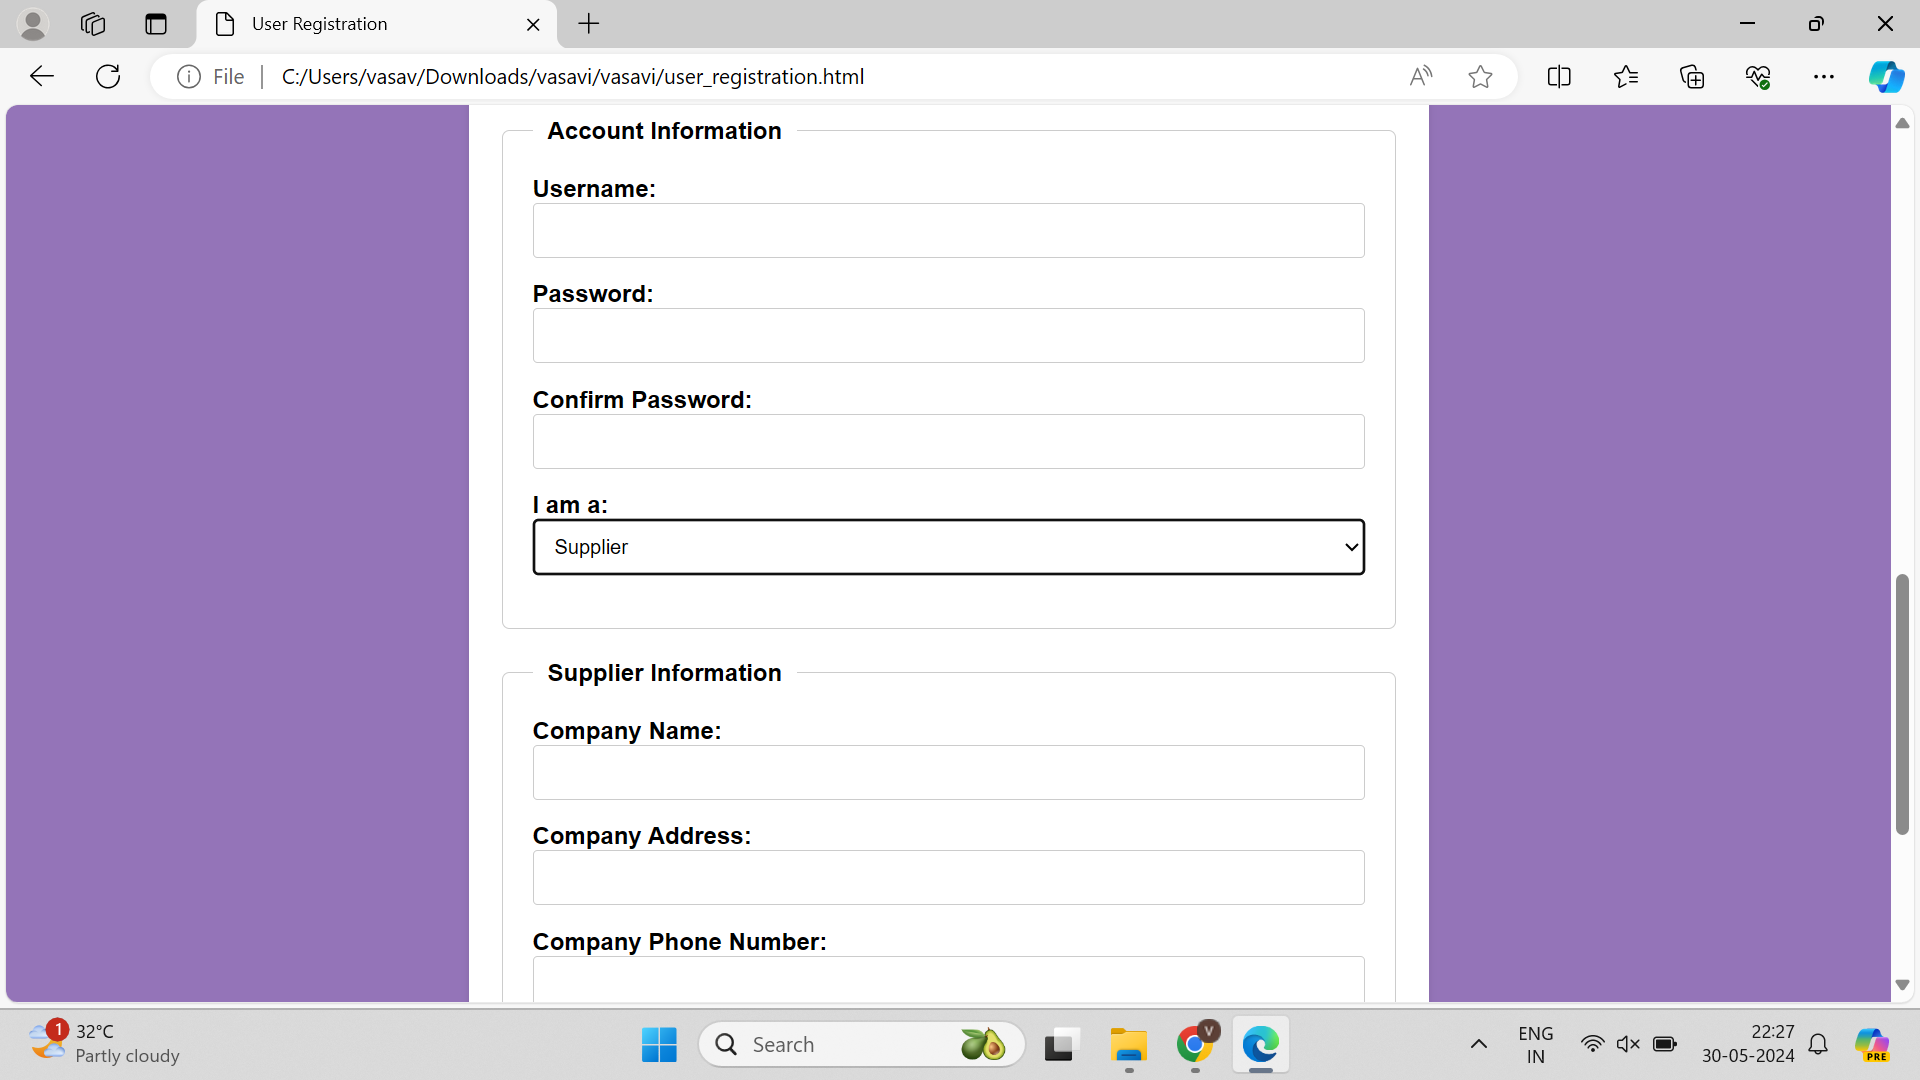 User Registration
File
C:/Users/vasav/Downloads/vasavi/vasavi/user_registration.html
Account Information
Username:
Password:
Confirm Password:
I am a:
Supplier
Supplier Information
Company Name:
Company Address:
Company Phone Number:
1
32°C
Partly cloudy
Search
V
ENG
IN
22:27
30-05-2024
PRE